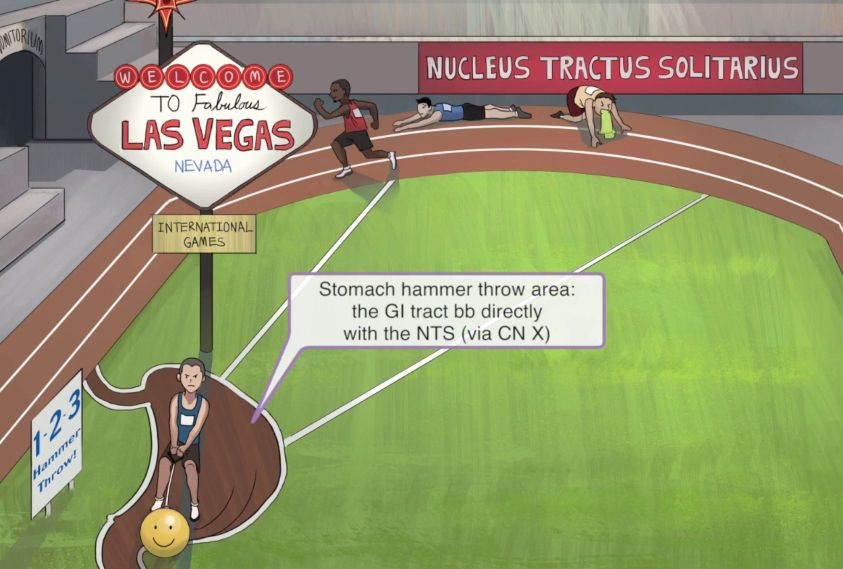 ONITORIUM
WELCOME
TO Fabulous
LAS VEGAS
NEVADA
INTERNATIONAL
GAMES
NUCLEUS TRACTUS SOLITARIUS
Stomach hammer throw area:
the GI tract bb directly
with the NTS (via CN X)
1-2-3
Hammer
Throw!